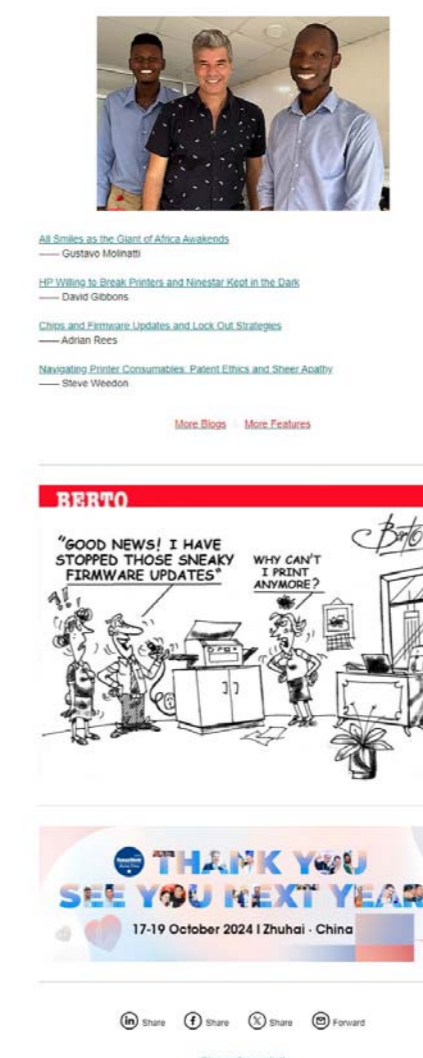 All Smiles as the Giant of Africa Awakends
—— Gustavo Molinatti
HP Willing to Break Printers and Ninestar Kept in the Dark
—— David Gibbons
Chips and Firmware Updates and Lock Out Strategies
—— Adrian Rees
Navigating Printer Consumables: Patent Ethics and Sheer Apathy
—— Steve Weedon
More Blogs | More Features
BERTO
Berto
"GOOD NEWS! I HAVE
STOPPED THOSE SNEAKY
FIRMWARE UPDATES"
WHY CAN'T
I PRINT
ANYMORE?
?!!
THANK YOU
SEE YOU NEXT YEAR
17-19 October 2024 I Zhuhai · China
in Share f Share X Share Forward